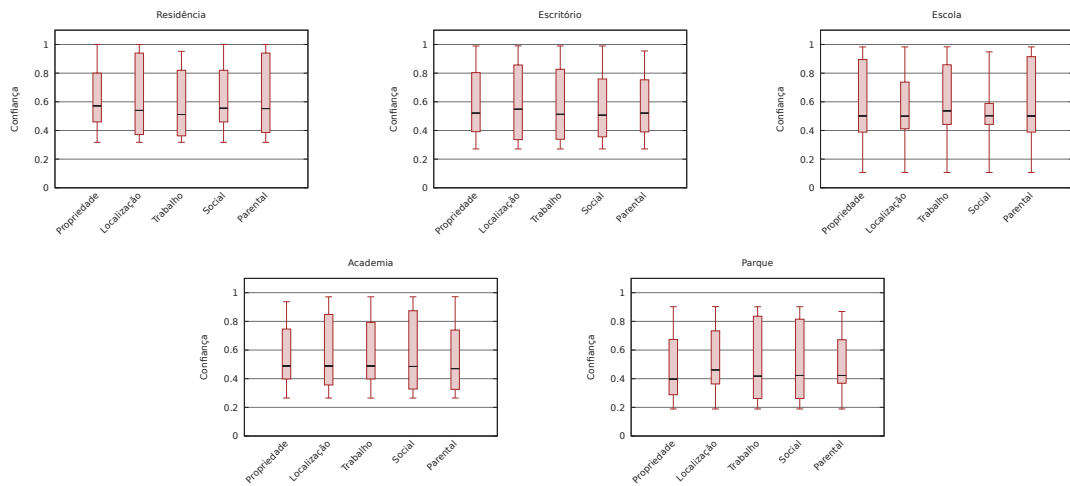 Residência
Confiança
1
0.8
0.6
0.4
0.2
0
Propriedade
Localização
Trabalho
Social
Parental
Escritório
Confiança
1
0.8
0.6
0.4
0.2
0
Propriedade
Localização
Trabalho
Social
Parental
Escola
Confiança
1
0.8
0.6
0.4
0.2
0
Propriedade
Localização
Trabalho
Social
Parental
Academia
Confiança
1
0.8
0.6
0.4
0.2
0
Propriedade
Localização
Trabalho
Social
Parental
Parque
Confiança
1
0.8
0.6
0.4
0.2
0
Propriedade
Localização
Trabalho
Social
Parental